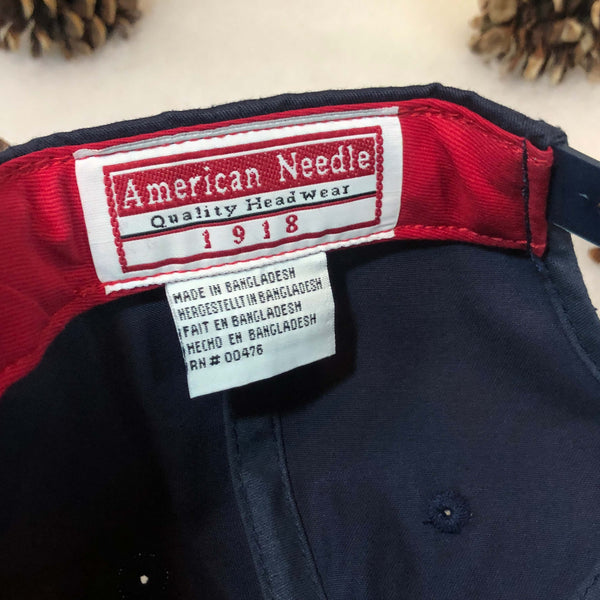 American Needle
Quality Headwear
1918
MADE IN BANGLADESH
HERGESTELLT IN BANGLADESH
FAIT EN BANGLADESH
HECHO EN BANGLADESH
RN # 00476